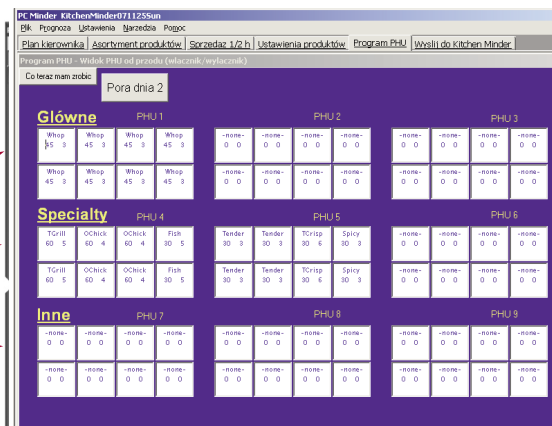 PC Minder KitchenMinder071125Sun
Plik Prognoza Ustawienia Narzedzia Pomoc
Plan kierownika Asortyment produktów Sprzedaz 1/2 h Ustawienia produktów Program PHU Wyslij do Kitchen Minder
Program PHU - Widok PHU od przodu (wlacznik/wylacznik)
Co teraz mam zrobic
Pora dnia 2
Glówne PHU 1 PHU 2 PHU 3
Whop Whop Whop Whop -none- -none- -none- -none- -none- -none- -none- -none-
45 3 45 3 45 3 45 3 0 0 0 0 0 0 0 0 0 0 0 0 0 0 0 0
Whop Whop Whop Whop -none- -none- -none- -none- -none- -none- -none- -none-
45 3 45 3 45 3 45 3 0 0 0 0 0 0 0 0 0 0 0 0 0 0 0 0
Specialty PHU 4 PHU 5 PHU 6
TGrill OChick OChick Fish Tender Tender TCrisp Spicy -none- -none- -none- -none-
60 5 60 4 60 4 30 5 30 3 30 3 30 6 30 3 0 0 0 0 0 0 0 0
TGrill OChick OChick Fish Tender Tender TCrisp Spicy -none- -none- -none- -none-
60 5 60 4 60 4 30 5 30 3 30 3 30 6 30 3 0 0 0 0 0 0 0 0
Inne PHU 7 PHU 8 PHU 9
-none- -none- -none- -none- -none- -none- -none- -none- -none- -none- -none- -none-
0 0 0 0 0 0 0 0 0 0 0 0 0 0 0 0 0 0 0 0 0 0 0 0
-none- -none- -none- -none- -none- -none- -none- -none- -none- -none- -none- -none-
0 0 0 0 0 0 0 0 0 0 0 0 0 0 0 0 0 0 0 0 0 0 0 0